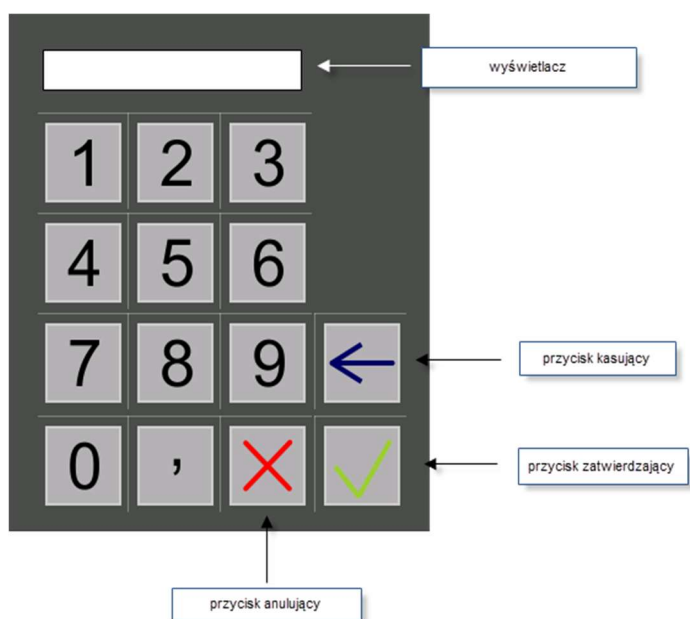 wyświetlacz
1 2 3
4 5 6
7 8 9
przycisk kasujący
0 ,
przycisk zatwierdzający
przycisk anulujący